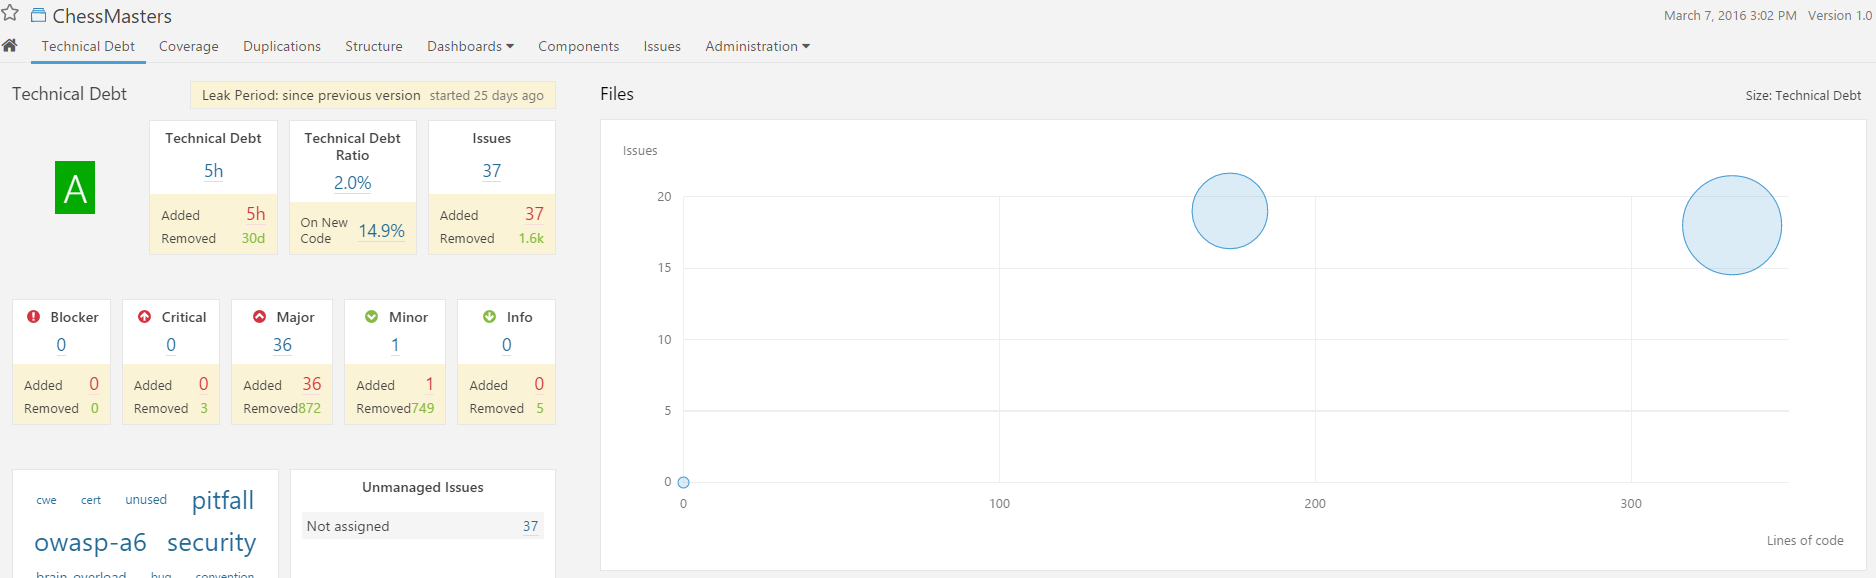 ChessMasters
March 7, 2016 3:02 PM Version 1.0
Technical Debt Coverage Duplications Structure Dashboards Components Issues Administration
Technical Debt
Leak Period: since previous version started 25 days ago
A
Technical Debt
5h
Added 5h
Removed 30d
Technical Debt
Ratio
2.0%
On New
Code
14.9%
Issues
37
Added 37
Removed 1.6k
Blocker
0
Added 0
Removed 0
Critical
0
Added 0
Removed 3
Major
36
Added 36
Removed 872
Minor
1
Added 1
Removed 749
Info
0
Added 0
Removed 5
cwe cert unused pitfall
owasp-a6 security
brain-overload bug convention
Unmanaged Issues
Not assigned 37
Files
Size: Technical Debt
Issues
20
15
10
5
0
0 100 200 300
Lines of code